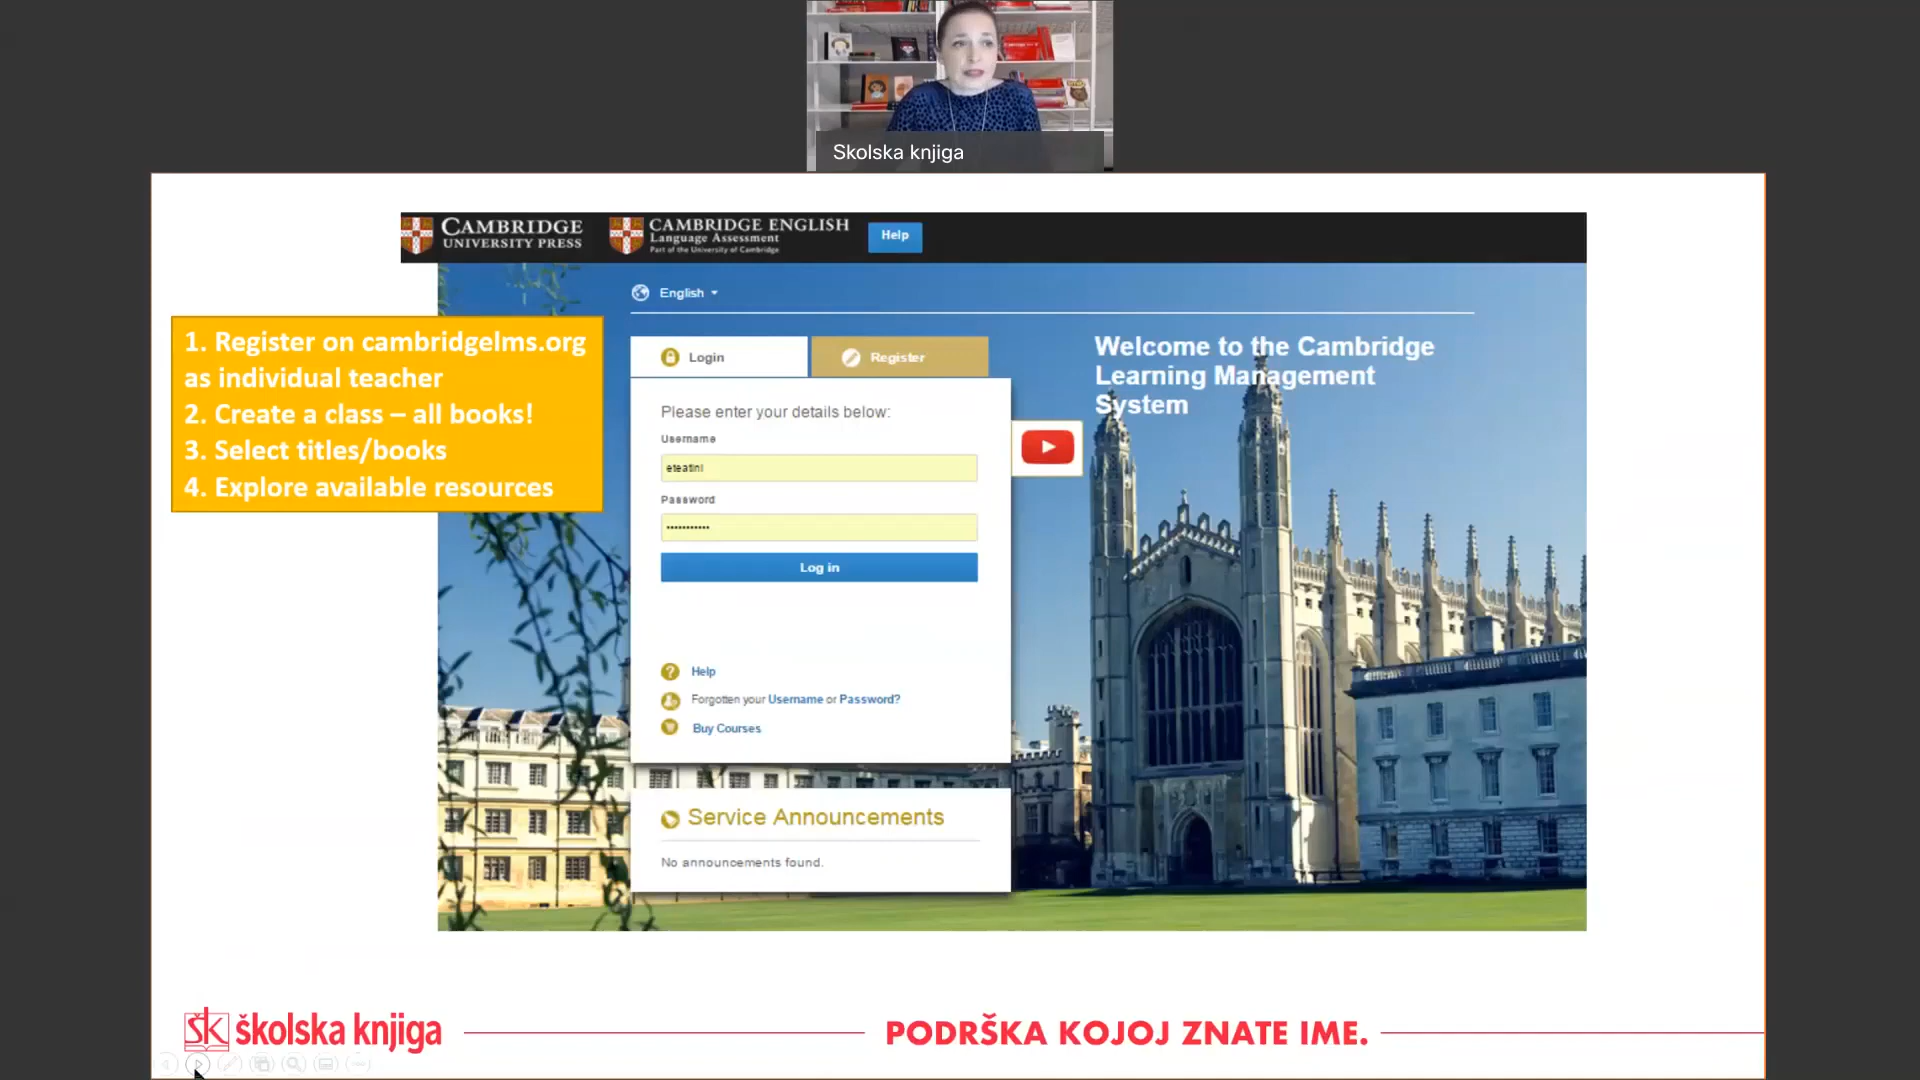 Skolska knjiga
CAMBRIDGE
UNIVERSITY PRESS
CAMBRIDGE ENGLISH
Language Assessment
Part of the University of Cambridge
Help
English
1. Register on cambridgelms.org
as individual teacher
2. Create a class – all books!
3. Select titles/books
4. Explore available resources
Login
Register
Welcome to the Cambridge
Learning Management
System
Please enter your details below:
Username
eteatini
Password
Log in
Help
Forgotten your Username or Password?
Buy Courses
Service Announcements
No announcements found.
šk školska knjiga
PODRŠKA KOJOJ ZNATE IME.